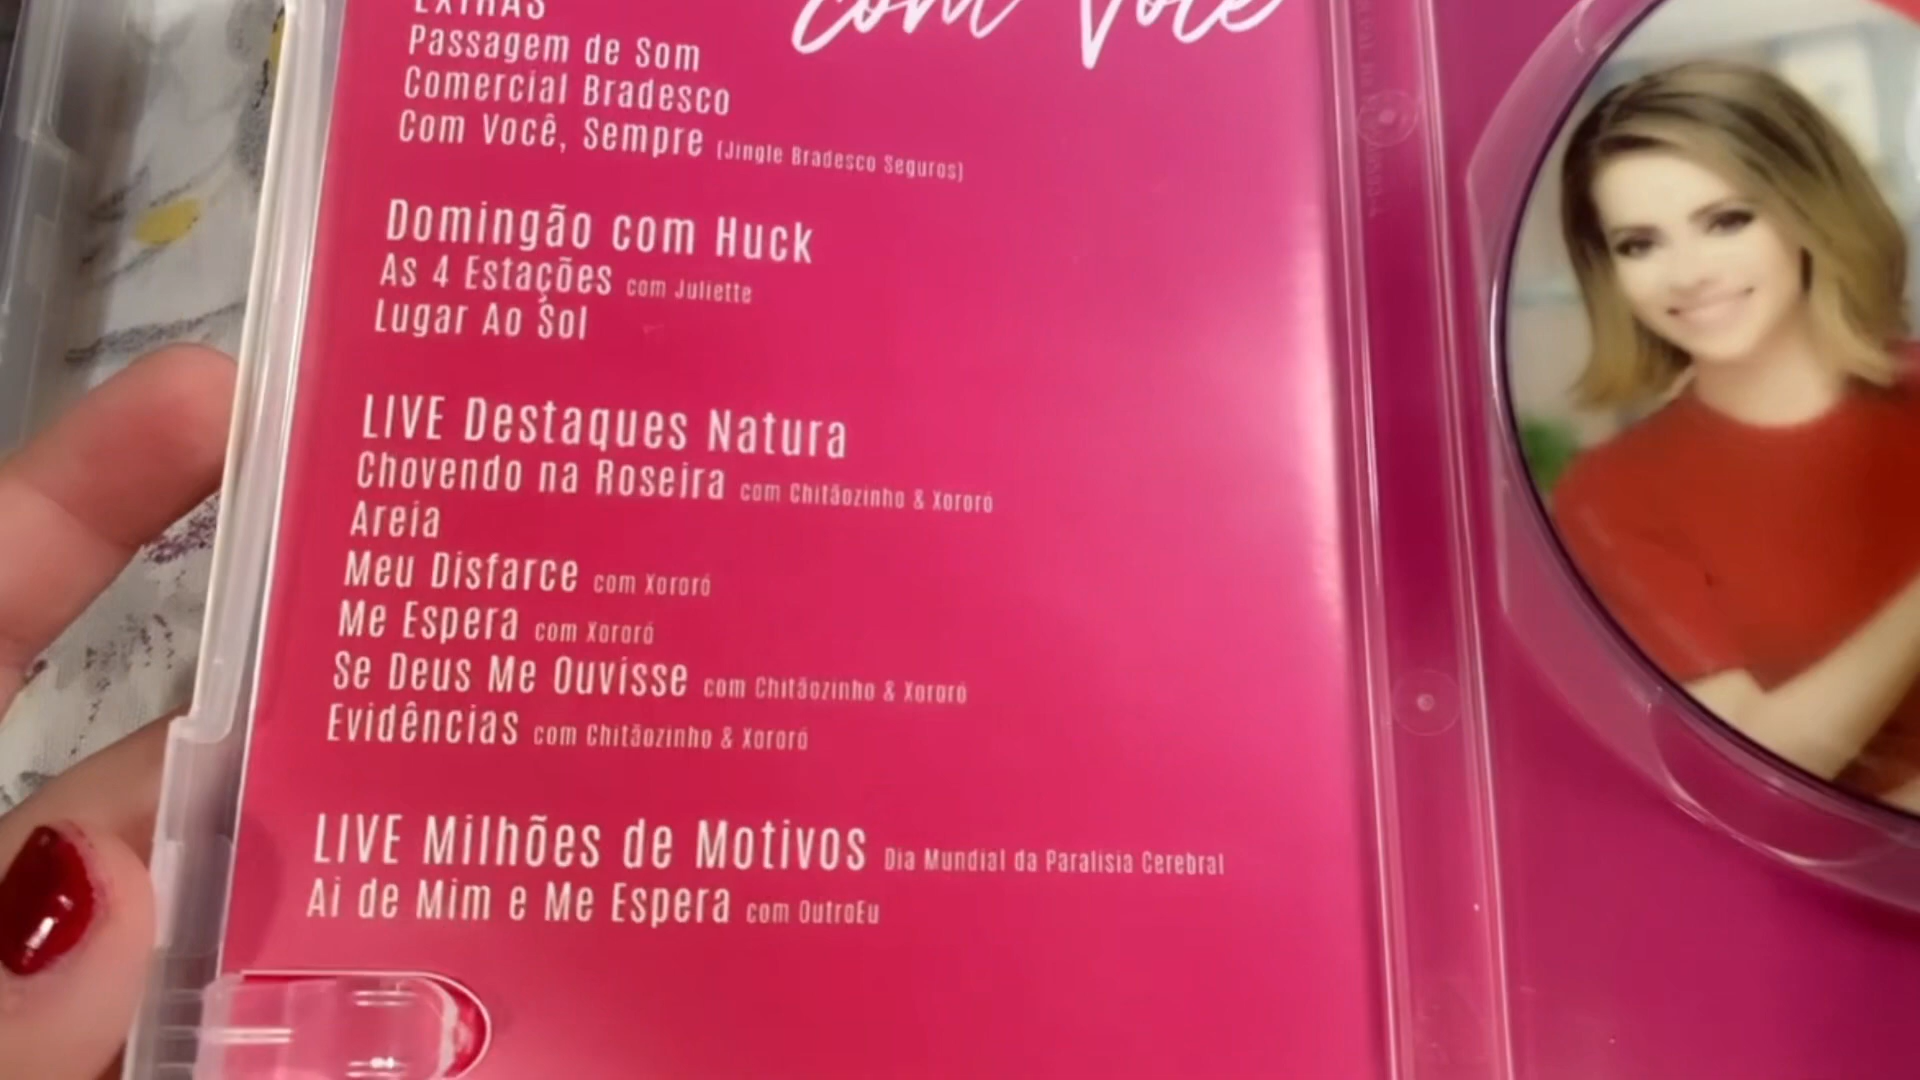 EXTRAS
com Você
Passagem de Som
Comercial Bradesco
Com Você, Sempre (Jingle Bradesco Seguros)
Domingão com Huck
As 4 Estações com Juliette
Lugar Ao Sol
LIVE Destaques Natura
Chovendo na Roseira com Chitãozinho & Xororó
Areia
Meu Disfarce com Xororó
Me Espera com Xororó
Se Deus Me Ouvisse com Chitãozinho & Xororó
Evidências com Chitãozinho & Xororó
LIVE Milhões de Motivos Dia Mundial da Paralisia Cerebral
Ai de Mim e Me Espera com OutroEu